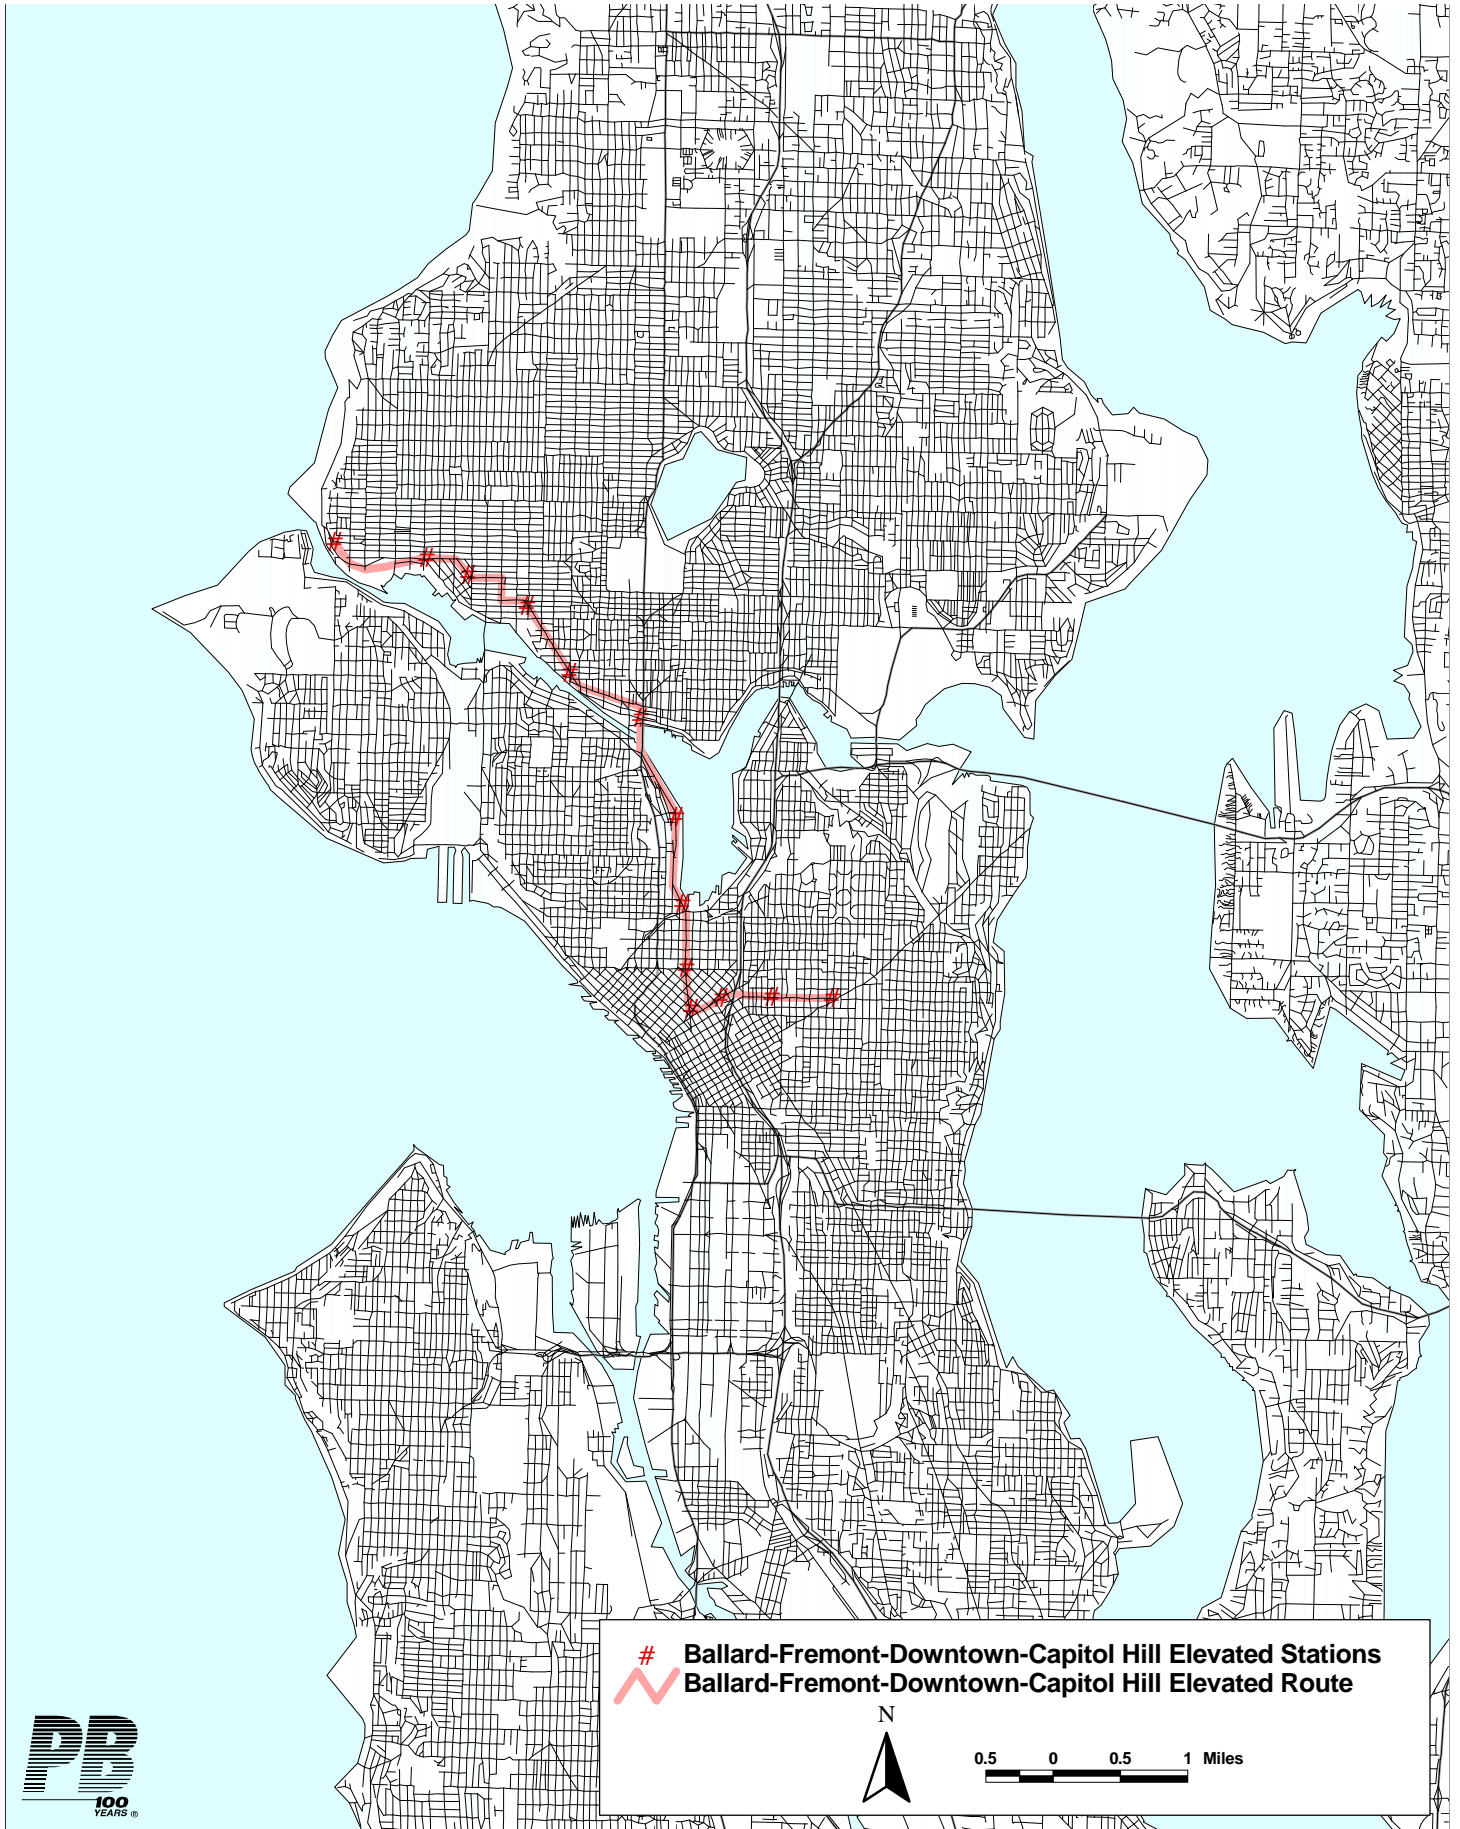 # Ballard-Fremont-Downtown-Capitol Hill Elevated Stations
Ballard-Fremont-Downtown-Capitol Hill Elevated Route
N
0.5 0 0.5 1 Miles
PB
100
YEARS ®